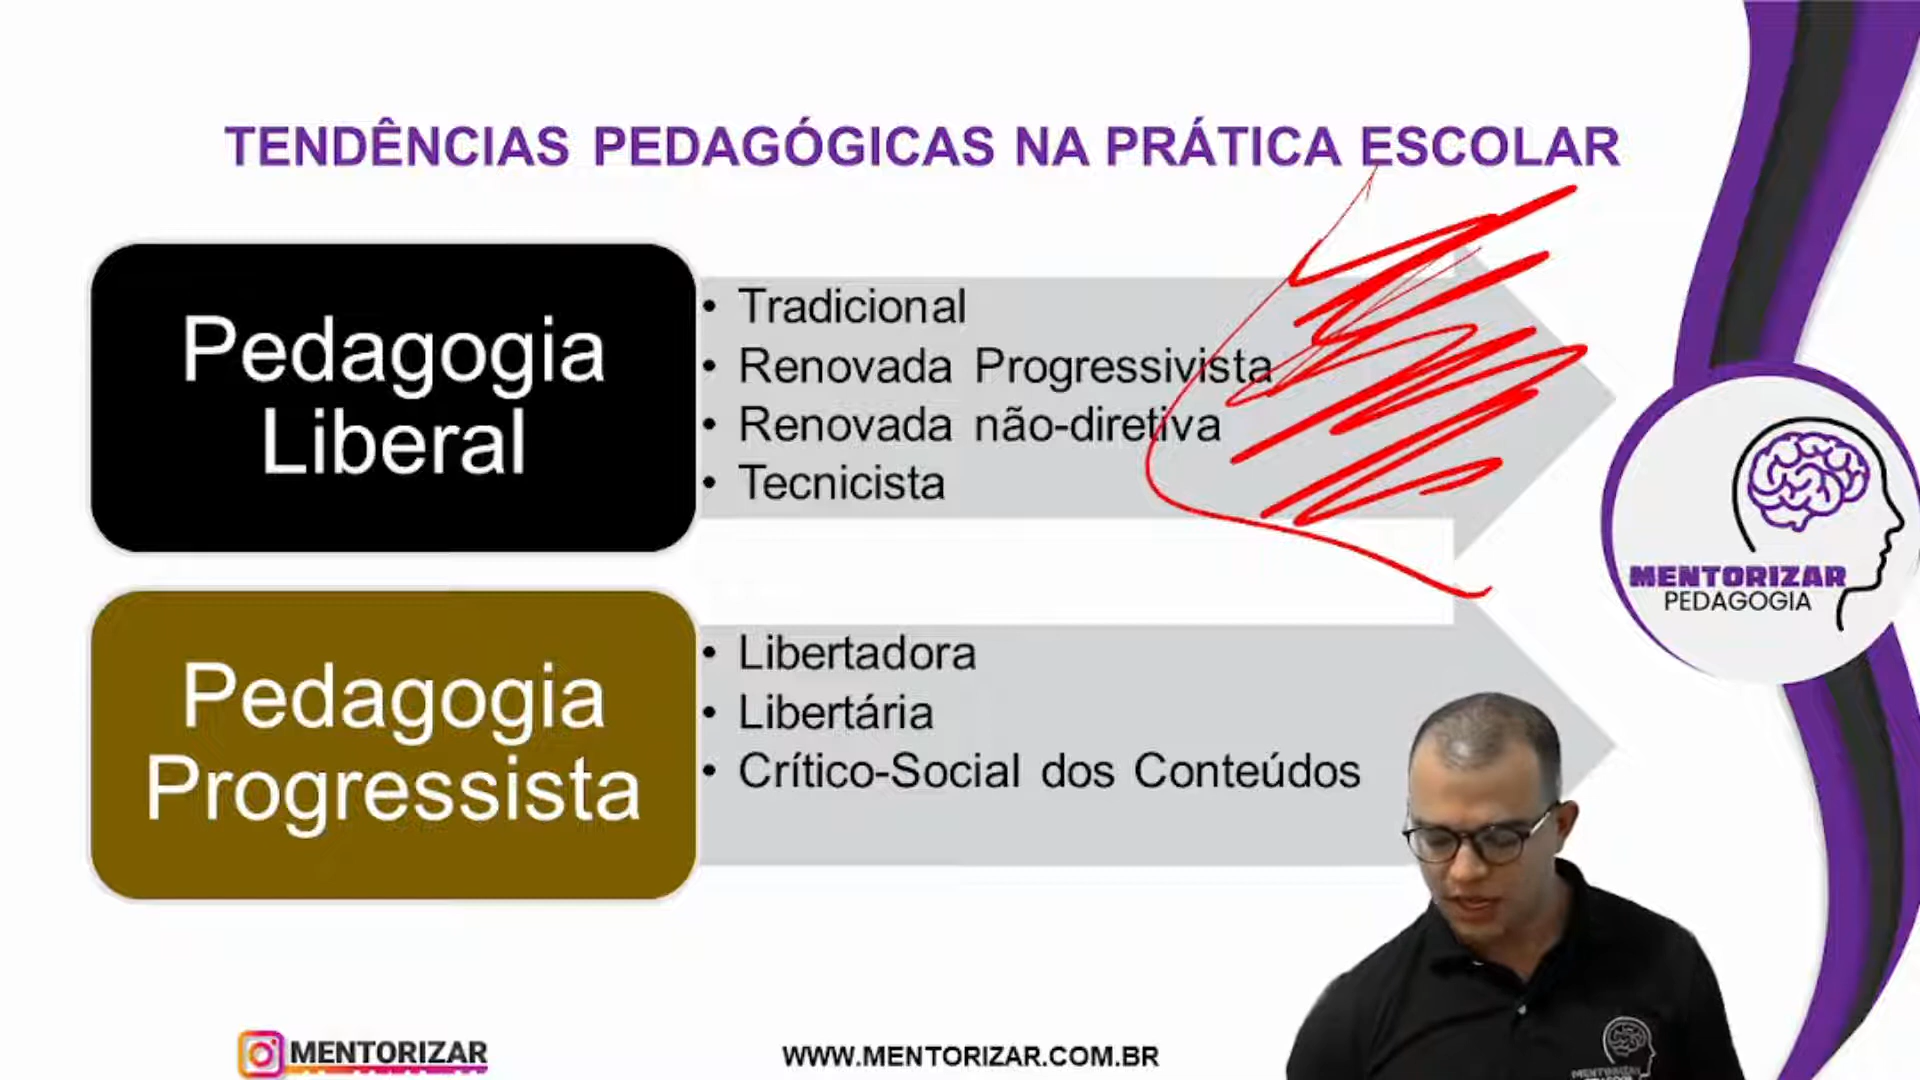 TENDÊNCIAS PEDAGÓGICAS NA PRÁTICA ESCOLAR
Pedagogia
Liberal
• Tradicional
• Renovada Progressivista
• Renovada não-diretiva
• Tecnicista
MENTORIZAR
PEDAGOGIA
Pedagogia
Progressista
• Libertadora
• Libertária
• Crítico-Social dos Conteúdos
MENTORIZAR
WWW.MENTORIZAR.COM.BR